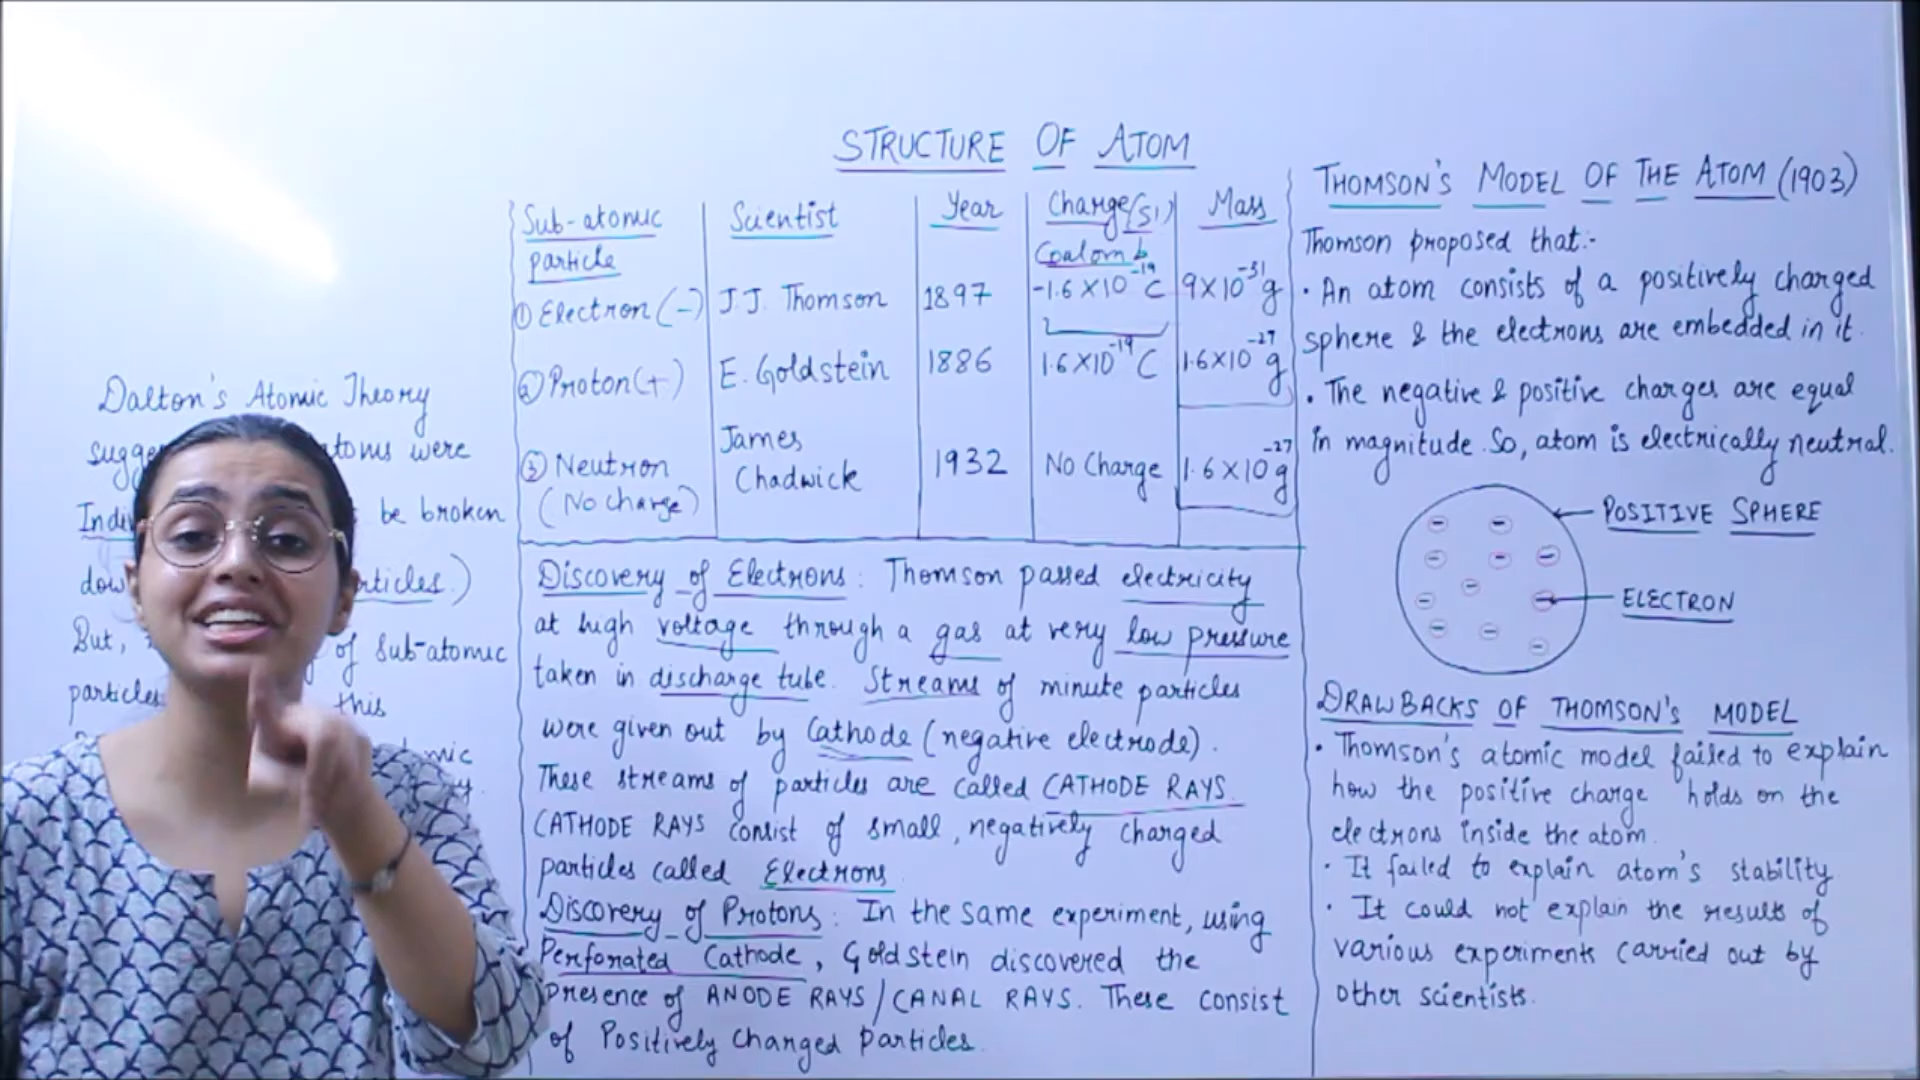 STRUCTURE OF ATOM
Dalton's Atomic Theory
atoms were
be broken
But, of Sub-atomic
particles this
Sub-atomic particle Scientist Year Charge (SI) Coalomb Mass
① Electron (-) J.J. Thomson 1897 -1.6×10⁻¹⁹ C 9×10⁻³¹ g
② Proton (+) E. Goldstein 1886 1.6×10⁻¹⁹ C 1.6×10⁻²⁷ g
③ Neutron (No charge) James Chadwick 1932 No Charge 1.6×10⁻²⁷ g
Discovery of Electrons: Thomson passed electricity
at high voltage through a gas at very low pressure
taken in discharge tube. Streams of minute particles
were given out by Cathode (negative electrode).
These streams of particles are called CATHODE RAYS.
CATHODE RAYS consist of small, negatively charged
particles called Electrons.
Discovery of Protons: In the same experiment, using
Perforated Cathode, Goldstein discovered the
presence of ANODE RAYS/CANAL RAYS. These consist
of Positively Charged Particles.
THOMSON'S MODEL OF THE ATOM (1903)
Thomson proposed that:-
• An atom consists of a positively charged
sphere & the electrons are embedded in it.
• The negative & positive charges are equal
in magnitude. So, atom is electrically neutral.
POSITIVE SPHERE
ELECTRON
DRAWBACKS OF THOMSON'S MODEL
• Thomson's atomic model failed to explain
how the positive charge holds on the
electrons inside the atom.
• It failed to explain atom's stability
• It could not explain the results of
various experiments carried out by
other scientists.